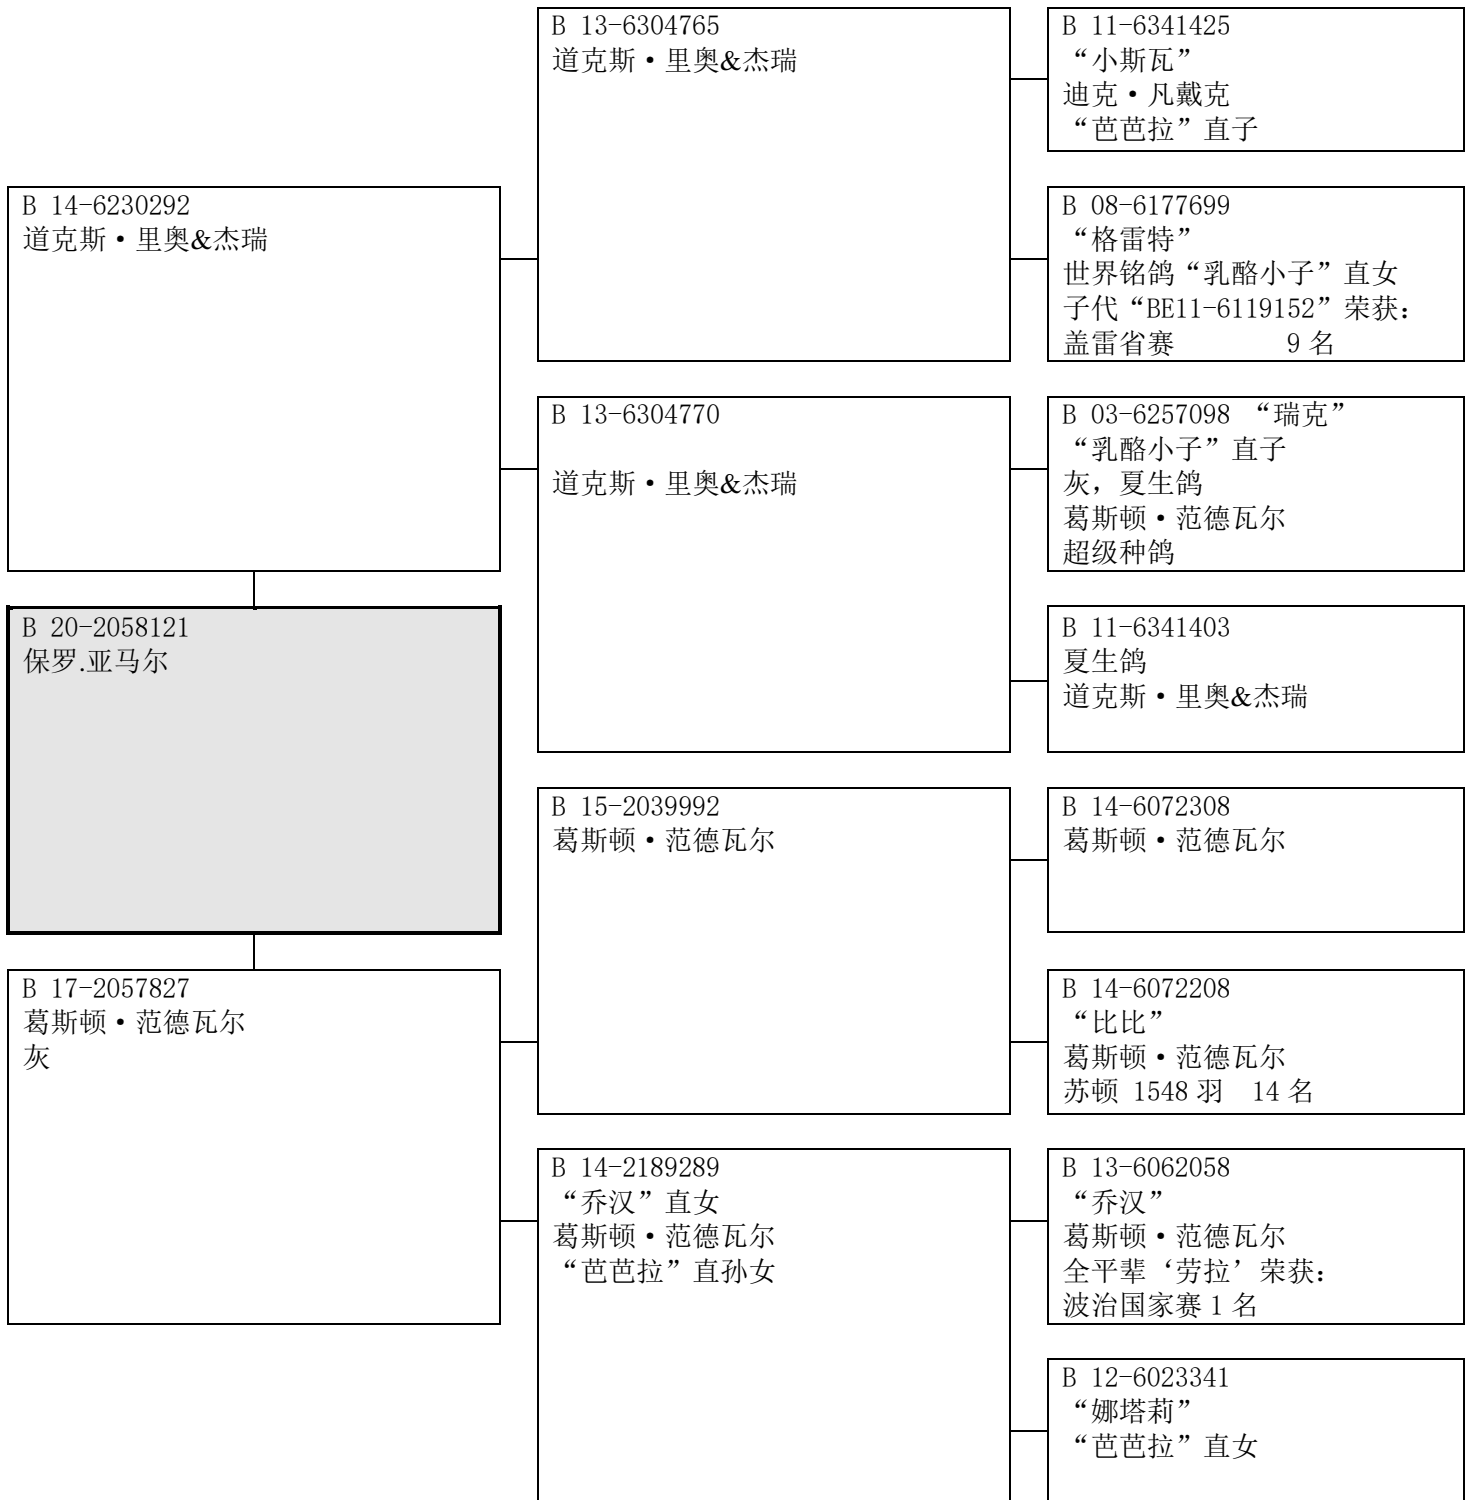 B 13-6304765
道克斯·里奥&杰瑞
B 11-6341425
“小斯瓦”
迪克·凡戴克
“芭芭拉”直子
B 14-6230292
道克斯·里奥&杰瑞
B 08-6177699
“格雷特”
世界铭鸽“乳酪小子”直女
子代“BE11-6119152”荣获：
盖雷省赛 9 名
B 13-6304770
道克斯·里奥&杰瑞
B 03-6257098 “瑞克”
“乳酪小子”直子
灰，夏生鸽
葛斯顿·范德瓦尔
超级种鸽
B 20-2058121
保罗.亚马尔
B 11-6341403
夏生鸽
道克斯·里奥&杰瑞
B 15-2039992
葛斯顿·范德瓦尔
B 14-6072308
葛斯顿·范德瓦尔
B 17-2057827
葛斯顿·范德瓦尔
灰
B 14-6072208
“比比”
葛斯顿·范德瓦尔
苏顿 1548 羽 14 名
B 14-2189289
“乔汉”直女
葛斯顿·范德瓦尔
“芭芭拉”直孙女
B 13-6062058
“乔汉”
葛斯顿·范德瓦尔
全平辈‘劳拉’荣获：
波治国家赛 1 名
B 12-6023341
“娜塔莉”
“芭芭拉”直女